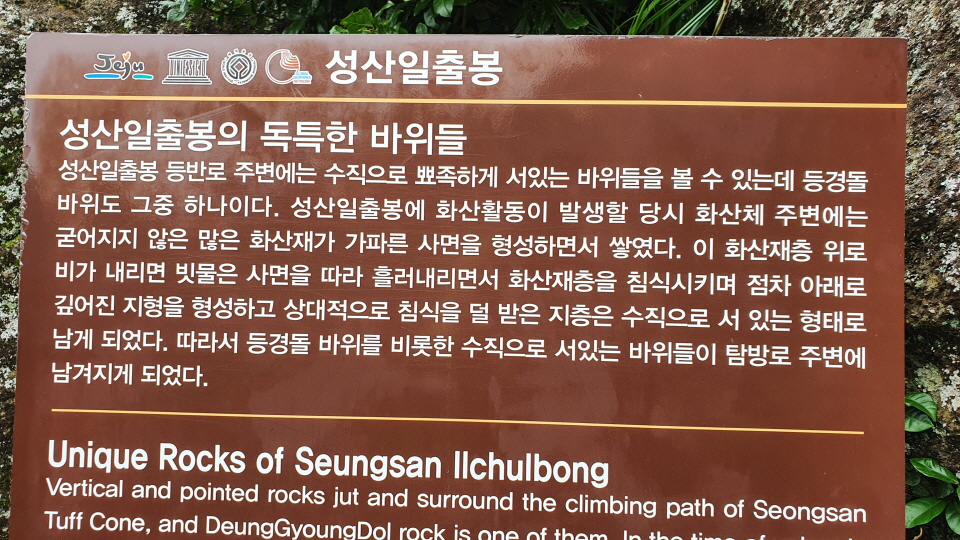 Jeju 성산일출봉
성산일출봉의 독특한 바위들
성산일출봉 등반로 주변에는 수직으로 뾰족하게 서있는 바위들을 볼 수 있는데 등경돌
바위도 그중 하나이다. 성산일출봉에 화산활동이 발생할 당시 화산체 주변에는
굳어지지 않은 많은 화산재가 가파른 사면을 형성하면서 쌓였다. 이 화산재층 위로
비가 내리면 빗물은 사면을 따라 흘러내리면서 화산재층을 침식시키며 점차 아래로
깊어진 지형을 형성하고 상대적으로 침식을 덜 받은 지층은 수직으로 서 있는 형태로
남게 되었다. 따라서 등경돌 바위를 비롯한 수직으로 서있는 바위들이 탐방로 주변에
남겨지게 되었다.
Unique Rocks of Seungsan Ilchulbong
Vertical and pointed rocks jut and surround the climbing path of Seongsan
Tuff Cone, and DeungGyoungDol rock is one of them. In the time of